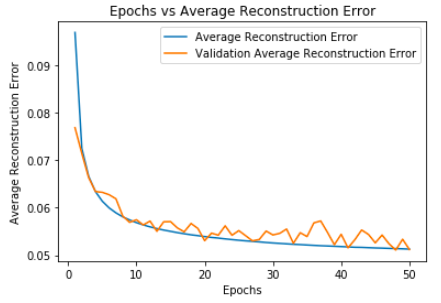 Epochs vs Average Reconstruction Error
Average Reconstruction Error
Validation Average Reconstruction Error
Average Reconstruction Error
0.09
0.08
0.07
0.06
0.05
0
10
20
30
40
50
Epochs